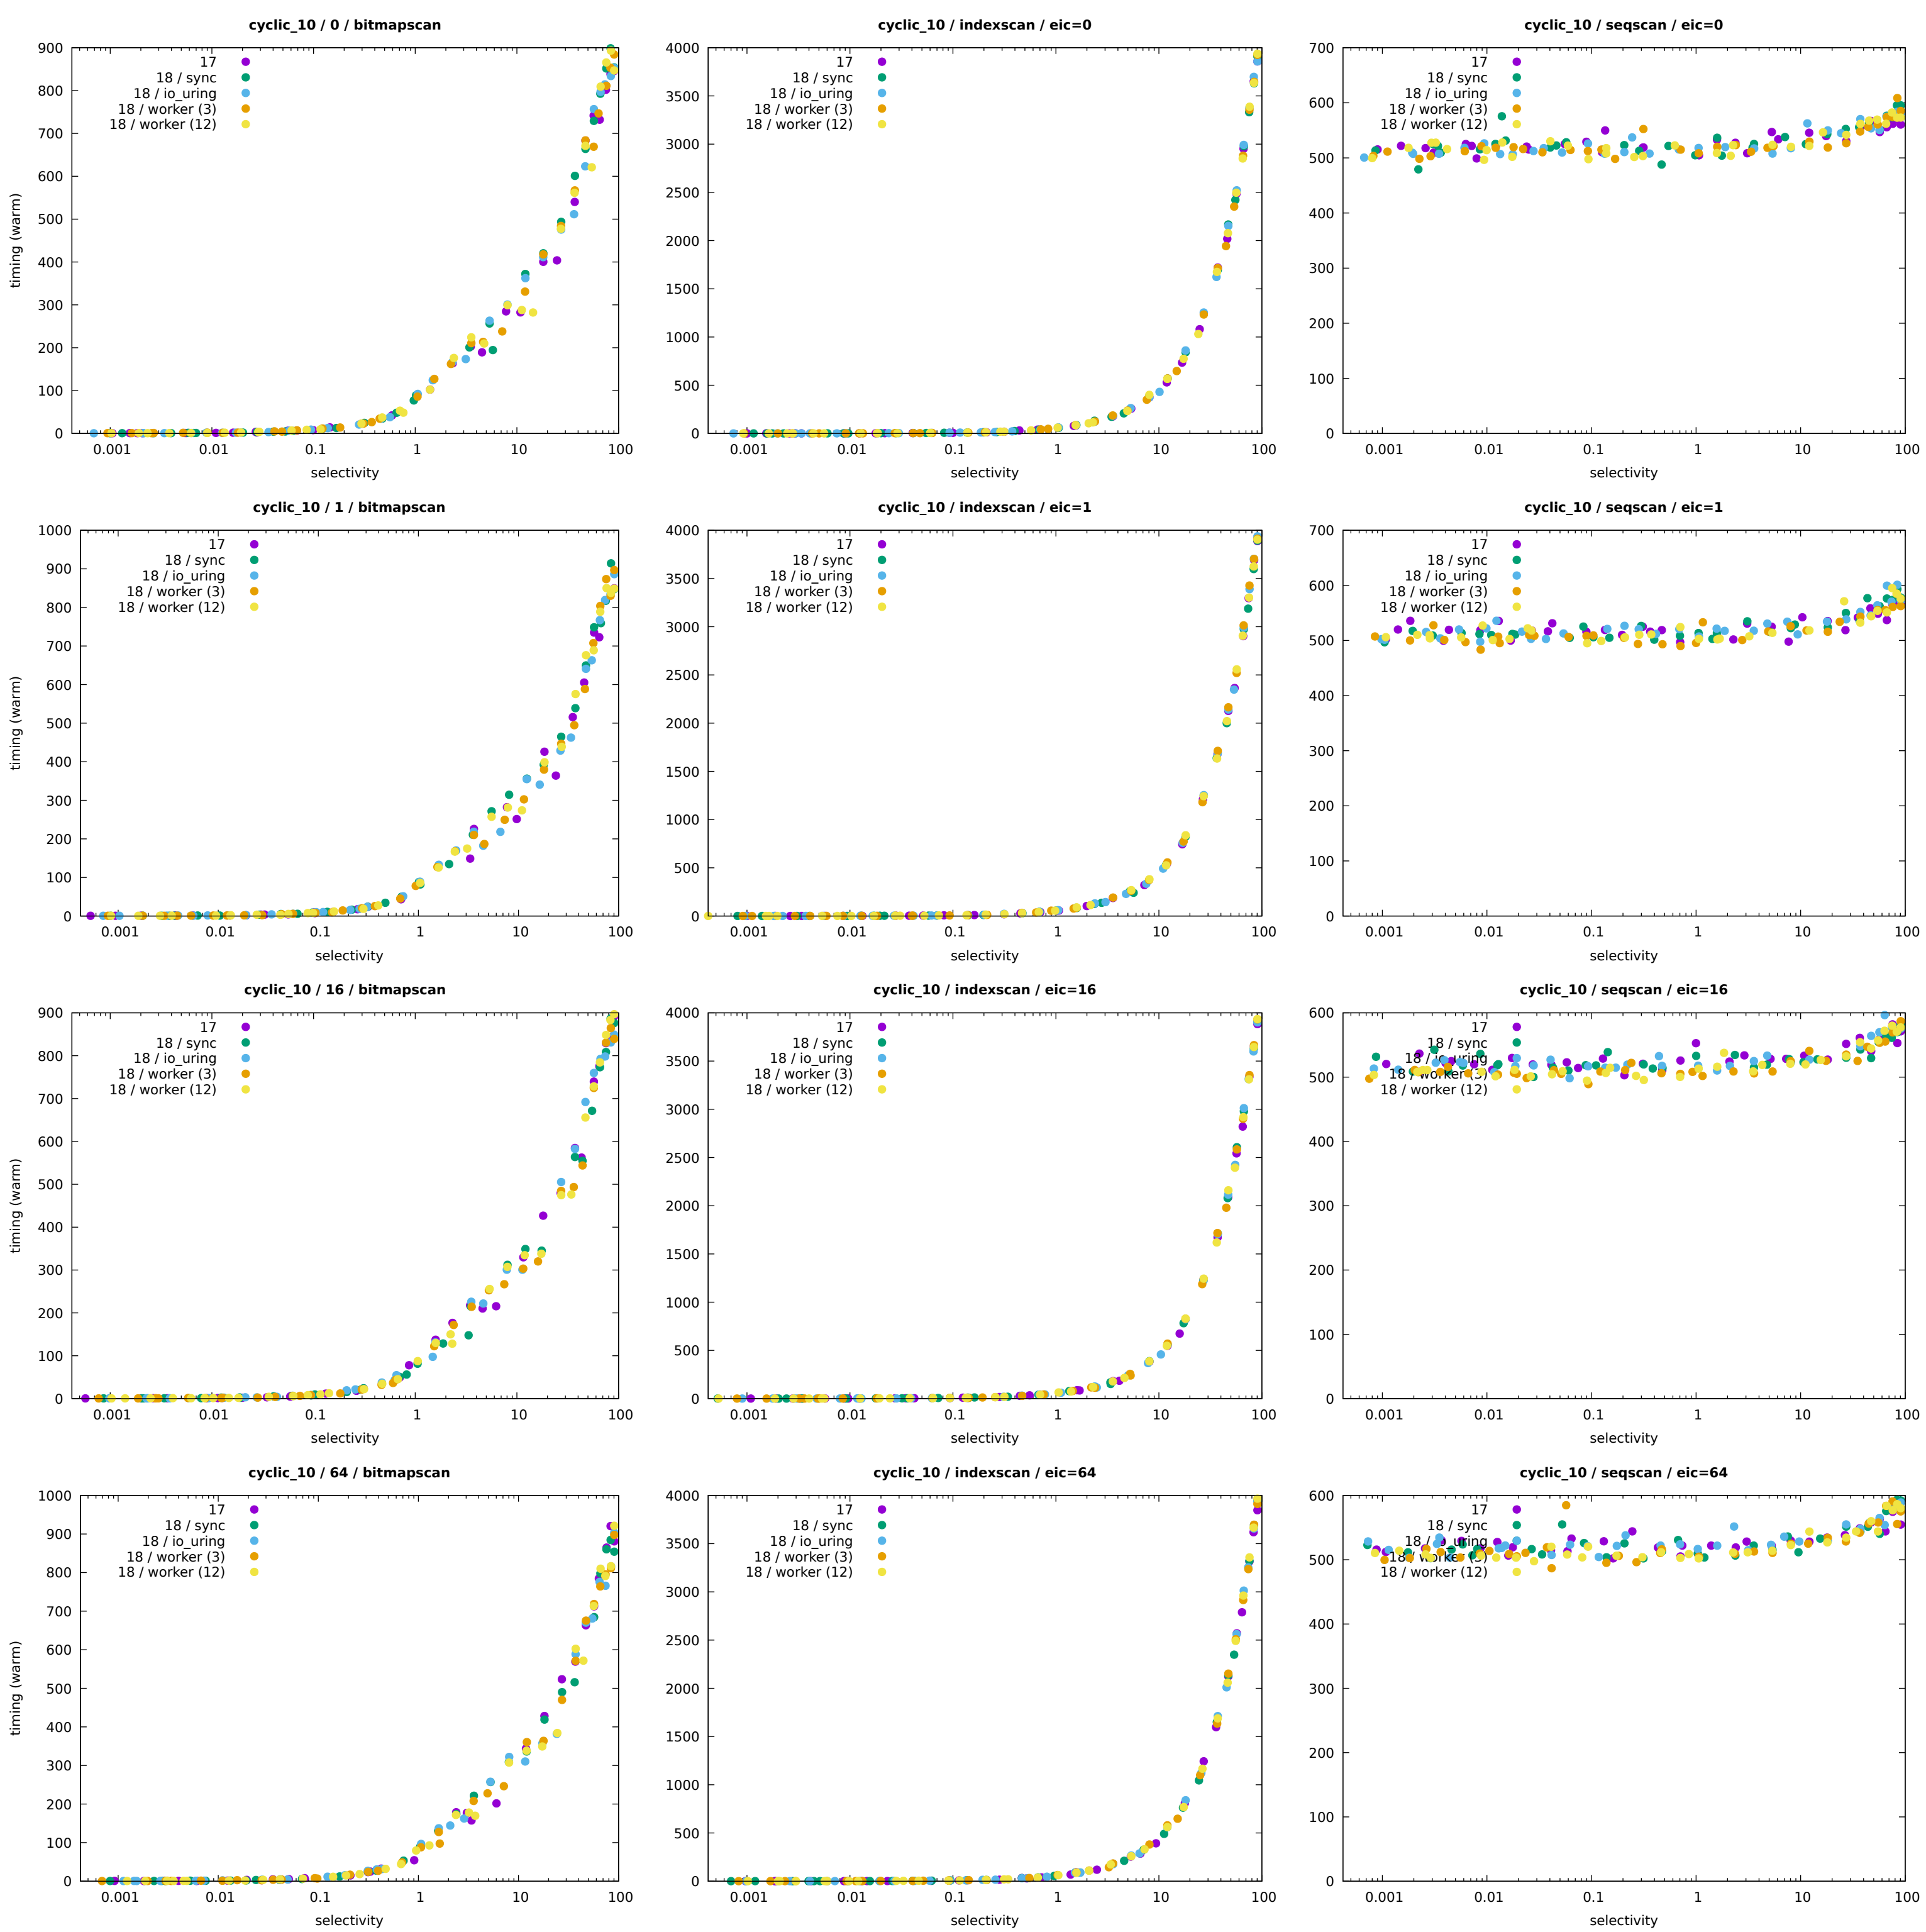 cyclic_10 / 0 / bitmapscan
timing (warm)
900
800
700
600
500
400
300
200
100
0
17
18 / sync
18 / io_uring
18 / worker (3)
18 / worker (12)
0.001 0.01 0.1 1 10 100
selectivity
cyclic_10 / indexscan / eic=0
4000
3500
3000
2500
2000
1500
1000
500
0
17
18 / sync
18 / io_uring
18 / worker (3)
18 / worker (12)
0.001 0.01 0.1 1 10 100
selectivity
cyclic_10 / seqscan / eic=0
700
600
500
400
300
200
100
0
17
18 / sync
18 / io_uring
18 / worker (3)
18 / worker (12)
0.001 0.01 0.1 1 10 100
selectivity
cyclic_10 / 1 / bitmapscan
timing (warm)
1000
900
800
700
600
500
400
300
200
100
0
17
18 / sync
18 / io_uring
18 / worker (3)
18 / worker (12)
0.001 0.01 0.1 1 10 100
selectivity
cyclic_10 / indexscan / eic=1
4000
3500
3000
2500
2000
1500
1000
500
0
17
18 / sync
18 / io_uring
18 / worker (3)
18 / worker (12)
0.001 0.01 0.1 1 10 100
selectivity
cyclic_10 / seqscan / eic=1
700
600
500
400
300
200
100
0
17
18 / sync
18 / io_uring
18 / worker (3)
18 / worker (12)
0.001 0.01 0.1 1 10 100
selectivity
cyclic_10 / 16 / bitmapscan
timing (warm)
900
800
700
600
500
400
300
200
100
0
17
18 / sync
18 / io_uring
18 / worker (3)
18 / worker (12)
0.001 0.01 0.1 1 10 100
selectivity
cyclic_10 / indexscan / eic=16
4000
3500
3000
2500
2000
1500
1000
500
0
17
18 / sync
18 / io_uring
18 / worker (3)
18 / worker (12)
0.001 0.01 0.1 1 10 100
selectivity
cyclic_10 / seqscan / eic=16
600
500
400
300
200
100
0
17
18 / sync
18 / io_uring
18 / worker (3)
18 / worker (12)
0.001 0.01 0.1 1 10 100
selectivity
cyclic_10 / 64 / bitmapscan
timing (warm)
1000
900
800
700
600
500
400
300
200
100
0
17
18 / sync
18 / io_uring
18 / worker (3)
18 / worker (12)
0.001 0.01 0.1 1 10 100
selectivity
cyclic_10 / indexscan / eic=64
4000
3500
3000
2500
2000
1500
1000
500
0
17
18 / sync
18 / io_uring
18 / worker (3)
18 / worker (12)
0.001 0.01 0.1 1 10 100
selectivity
cyclic_10 / seqscan / eic=64
600
500
400
300
200
100
0
17
18 / sync
18 / io_uring
18 / worker (3)
18 / worker (12)
0.001 0.01 0.1 1 10 100
selectivity